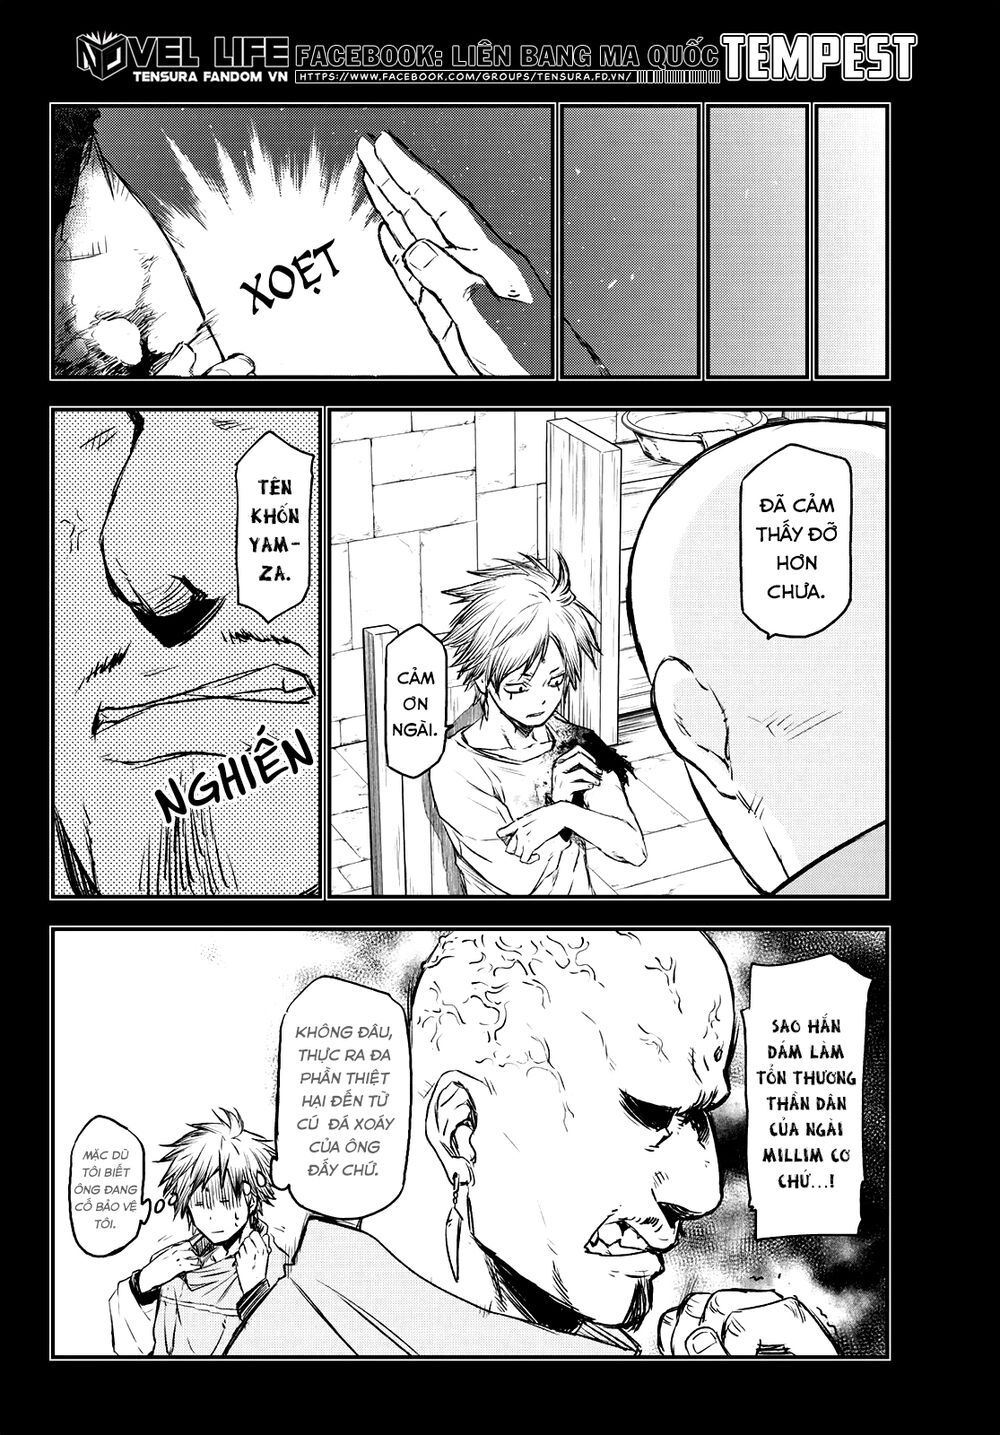 NOVEL LIFE
TENSURA FANDOM VN
FACEBOOK: LIÊN BANG MA QUỐC
HTTPS://WWW.FACEBOOK.COM/GROUPS/TENSURA.FD.VN/
TEMPEST
XOẸT
ĐÃ CẢM
THẤY ĐỠ
HƠN
CHƯA.
CẢM
ƠN
NGÀI.
TÊN
KHỐN
YAM-
ZA.
NGHIẾN
SAO HẮN
DÁM LÀM
TỔN THƯƠNG
THẦN DÂN
CỦA NGÀI
MILLIM CƠ
CHỨ...!
KHÔNG ĐÂU,
THỰC RA ĐA
PHẦN THIỆT
HẠI ĐẾN TỪ
CÚ ĐÁ XOÁY
CỦA ÔNG
ĐẤY CHỨ.
MẶC DÙ
TÔI BIẾT
ÔNG ĐANG
CỐ BẢO VỆ
TÔI.